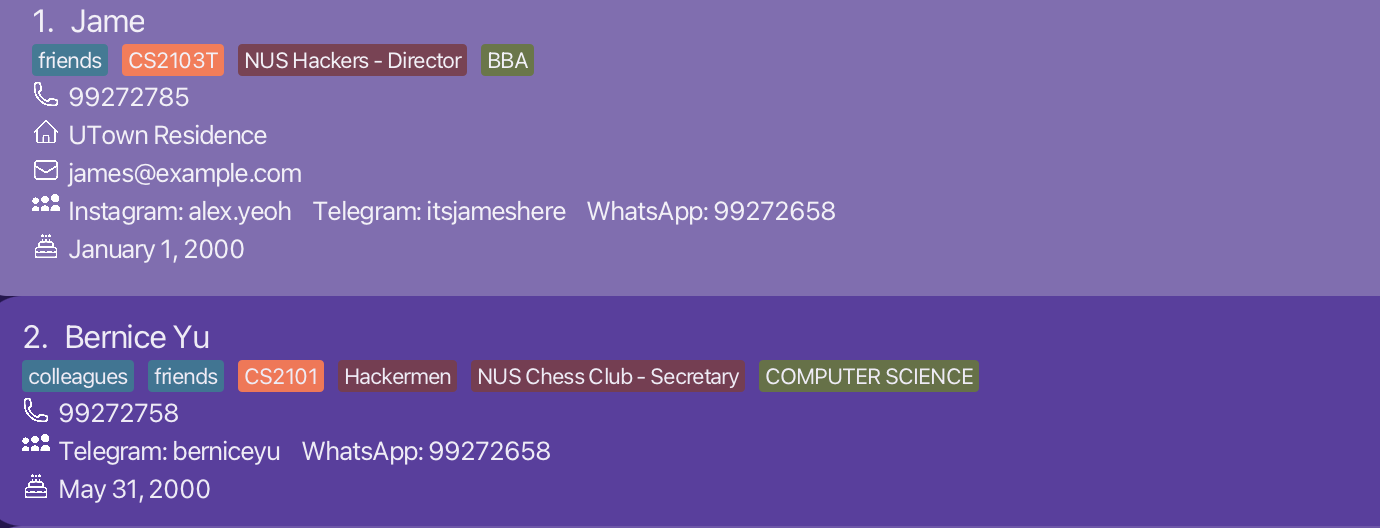 1. Jame
friends CS2103T NUS Hackers - Director BBA
99272785
UTown Residence
james@example.com
Instagram: alex.yeoh Telegram: itsjameshere WhatsApp: 99272658
January 1, 2000
2. Bernice Yu
colleagues friends CS2101 Hackermen NUS Chess Club - Secretary COMPUTER SCIENCE
99272758
Telegram: berniceyu WhatsApp: 99272658
May 31, 2000